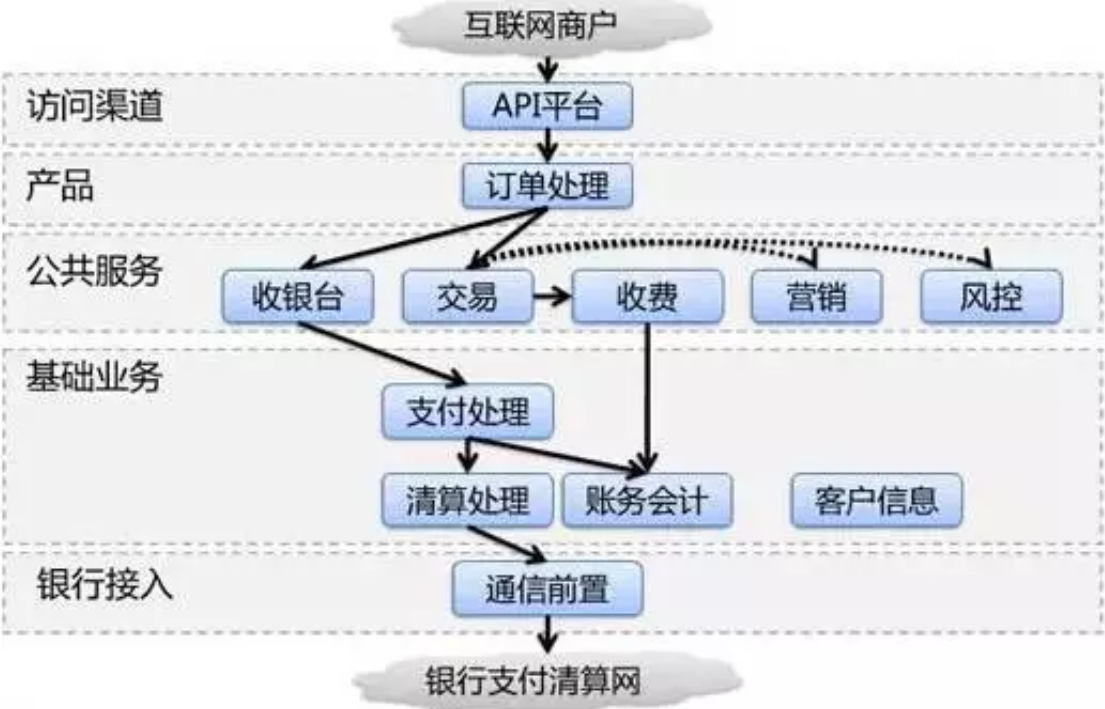 互联网商户
访问渠道
API平台
产品
订单处理
公共服务
收银台
交易
收费
营销
风控
基础业务
支付处理
清算处理
账务会计
客户信息
银行接入
通信前置
银行支付清算网